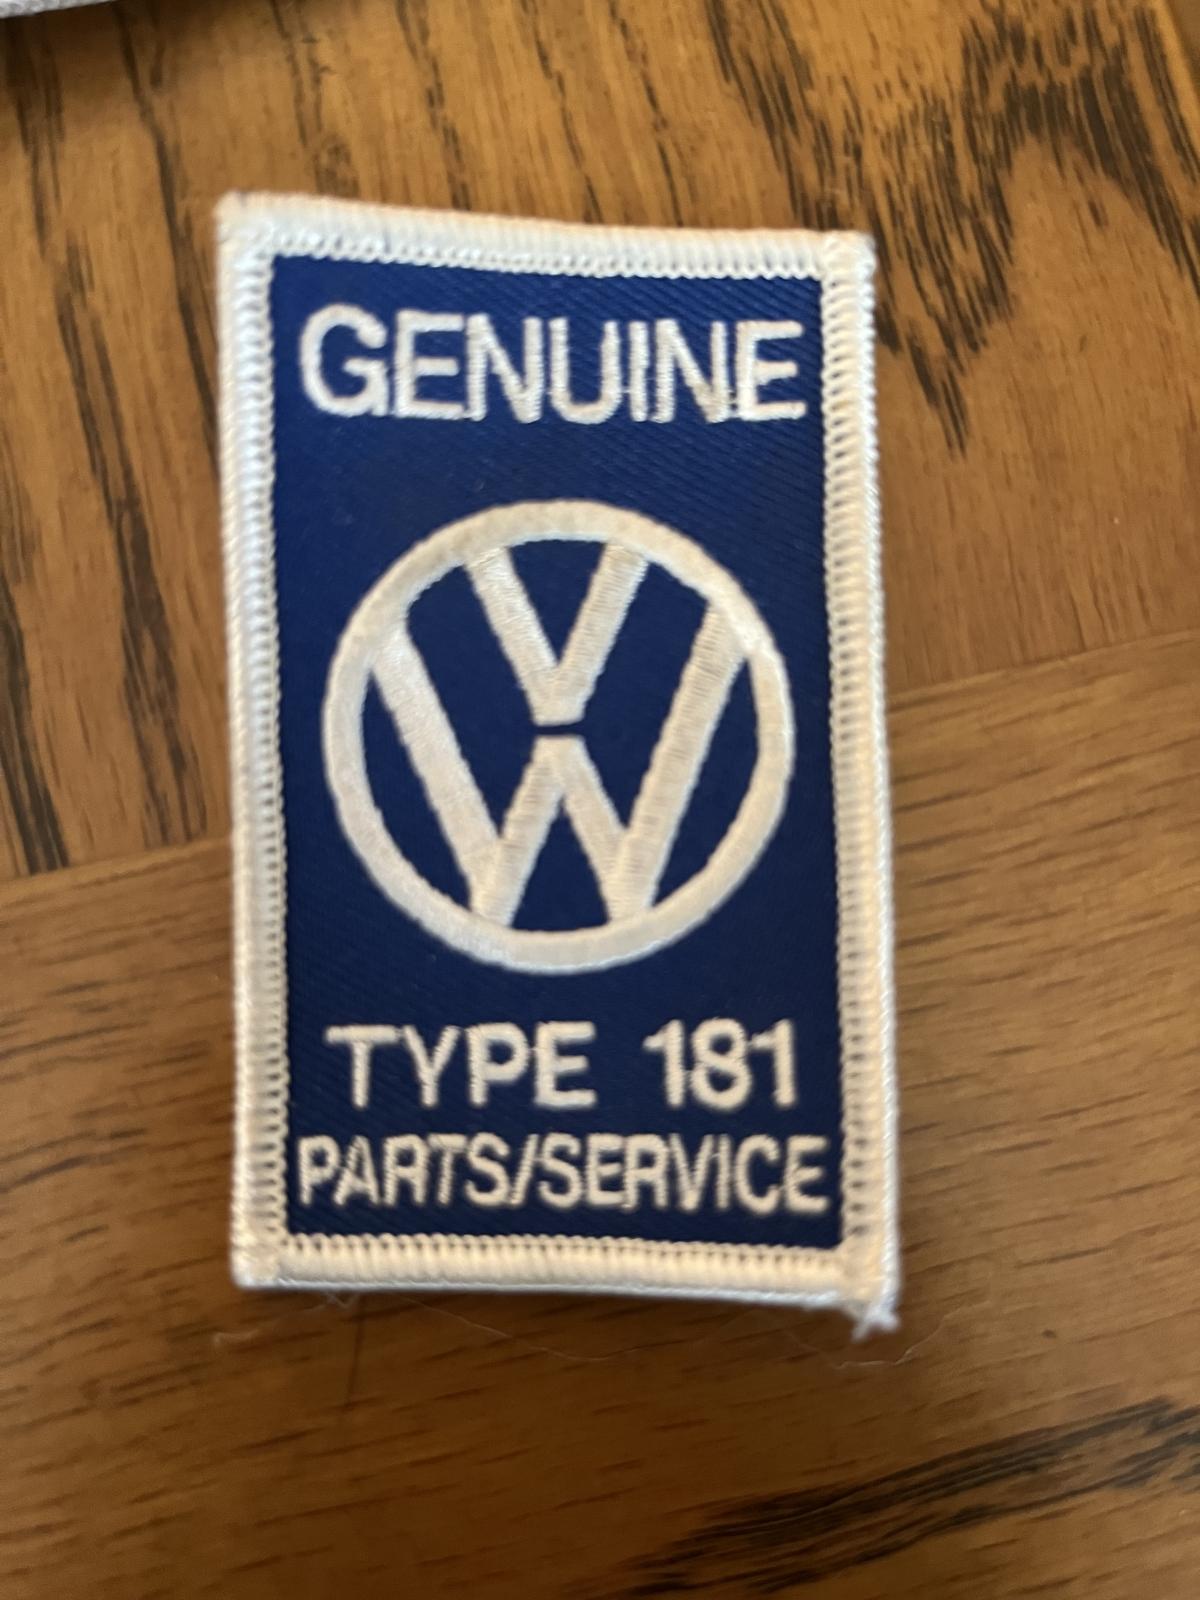 GENUINE
VW
TYPE 181
PARTS/SERVICE